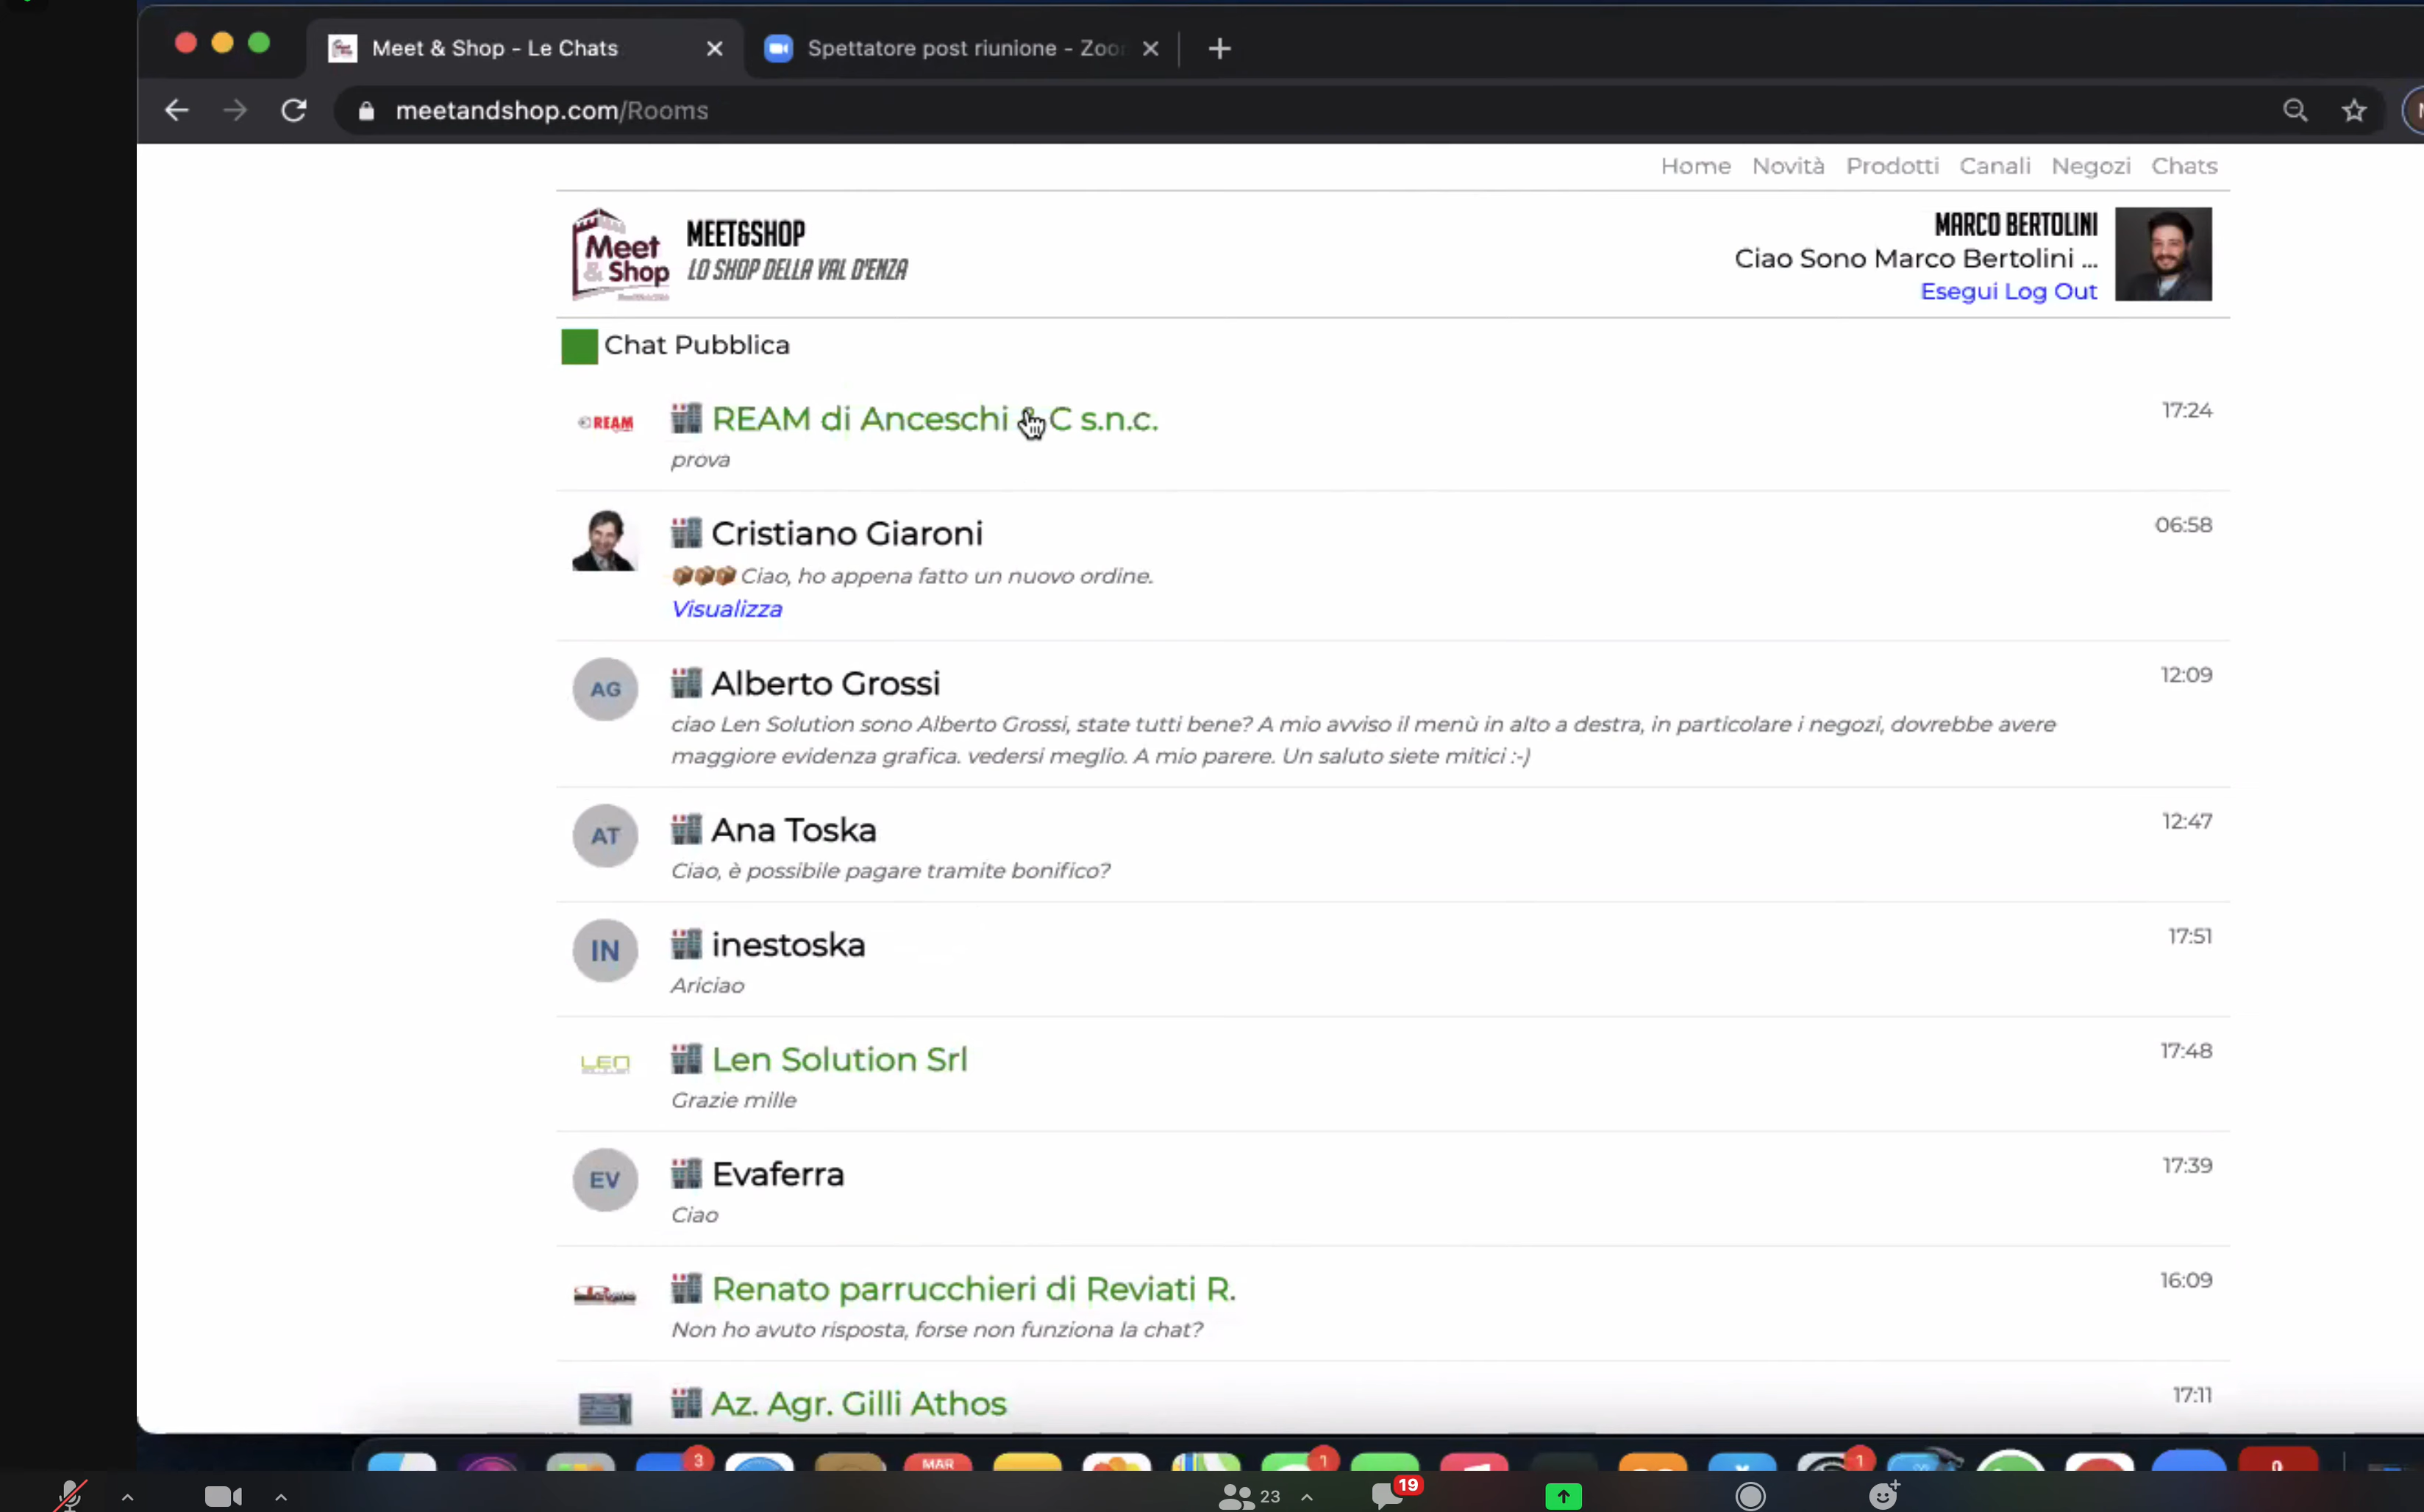 Meet & Shop - Le Chats
Spettatore post riunione - Zoo
meetandshop.com/Rooms
Home Novità Prodotti Canali Negozi Chats
Meet & Shop
MEET&SHOP
LO SHOP DELLA VAL D'ENZA
MARCO BERTOLINI
Ciao Sono Marco Bertolini ...
Esegui Log Out
Chat Pubblica
REAM
REAM di Anceschi & C s.n.c.
17:24
prova
Cristiano Giaroni
06:58
Ciao, ho appena fatto un nuovo ordine.
Visualizza
AG
Alberto Grossi
12:09
ciao Len Solution sono Alberto Grossi, state tutti bene? A mio avviso il menù in alto a destra, in particolare i negozi, dovrebbe avere
maggiore evidenza grafica. vedersi meglio. A mio parere. Un saluto siete mitici :-)
AT
Ana Toska
12:47
Ciao, è possibile pagare tramite bonifico?
IN
inestoska
17:51
Ariciao
LEN
Len Solution Srl
17:48
Grazie mille
EV
Evaferra
17:39
Ciao
Renato parrucchieri di Reviati R.
16:09
Non ho avuto risposta, forse non funziona la chat?
Az. Agr. Gilli Athos
17:11
3
MAR
1
1
23
19